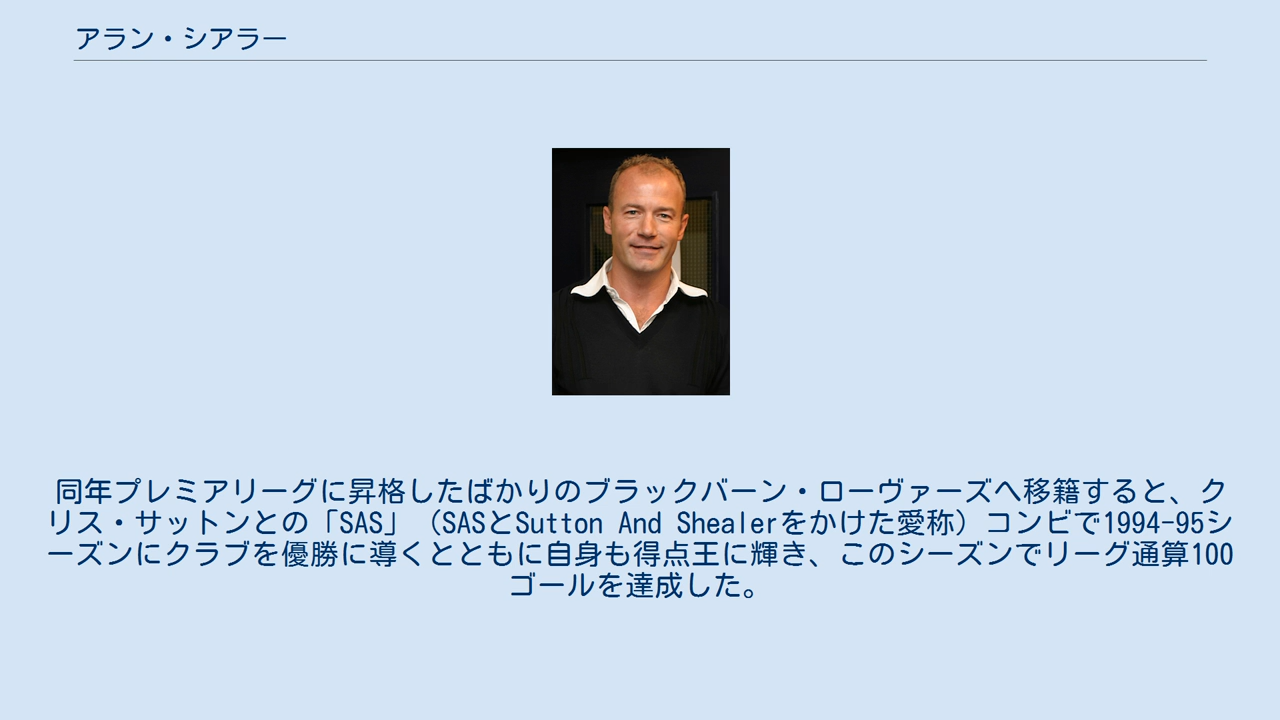 アラン・シアラー
同年プレミアリーグに昇格したばかりのブラックバーン・ローヴァーズへ移籍すると、ク
リス・サットンとの「SAS」（SASとSutton And Shealerをかけた愛称）コンビで1994-95シ
ーズンにクラブを優勝に導くとともに自身も得点王に輝き、このシーズンでリーグ通算100
ゴールを達成した。